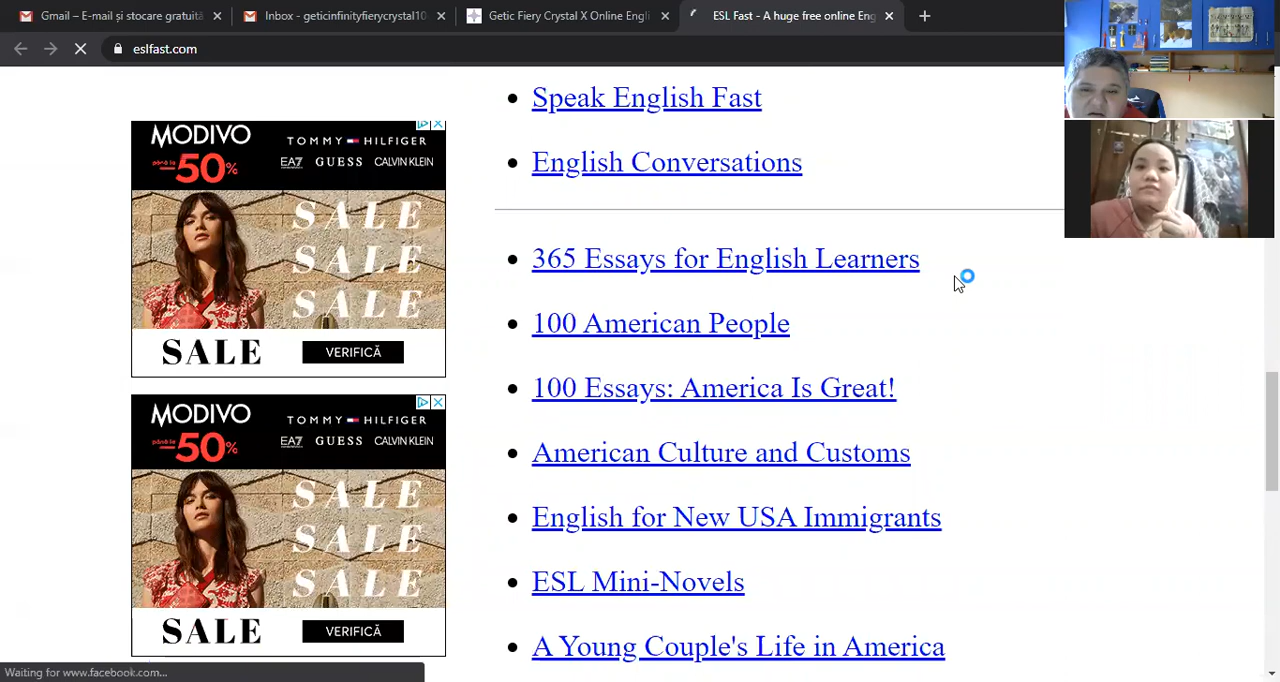 Gmail – E-mail și stocare gratuită
Inbox - geticinfinityfierycrystal10
Getic Fiery Crystal X Online Engli
ESL Fast - A huge free online Eng
eslfast.com
Speak English Fast
English Conversations
365 Essays for English Learners
100 American People
100 Essays: America Is Great!
American Culture and Customs
English for New USA Immigrants
ESL Mini-Novels
A Young Couple's Life in America
MODIVO
până la -50%
TOMMY HILFIGER
EA7 GUESS CALVIN KLEIN
SALE
SALE
SALE
SALE
VERIFICĂ
MODIVO
până la -50%
TOMMY HILFIGER
EA7 GUESS CALVIN KLEIN
SALE
SALE
SALE
SALE
VERIFICĂ
Waiting for www.facebook.com...